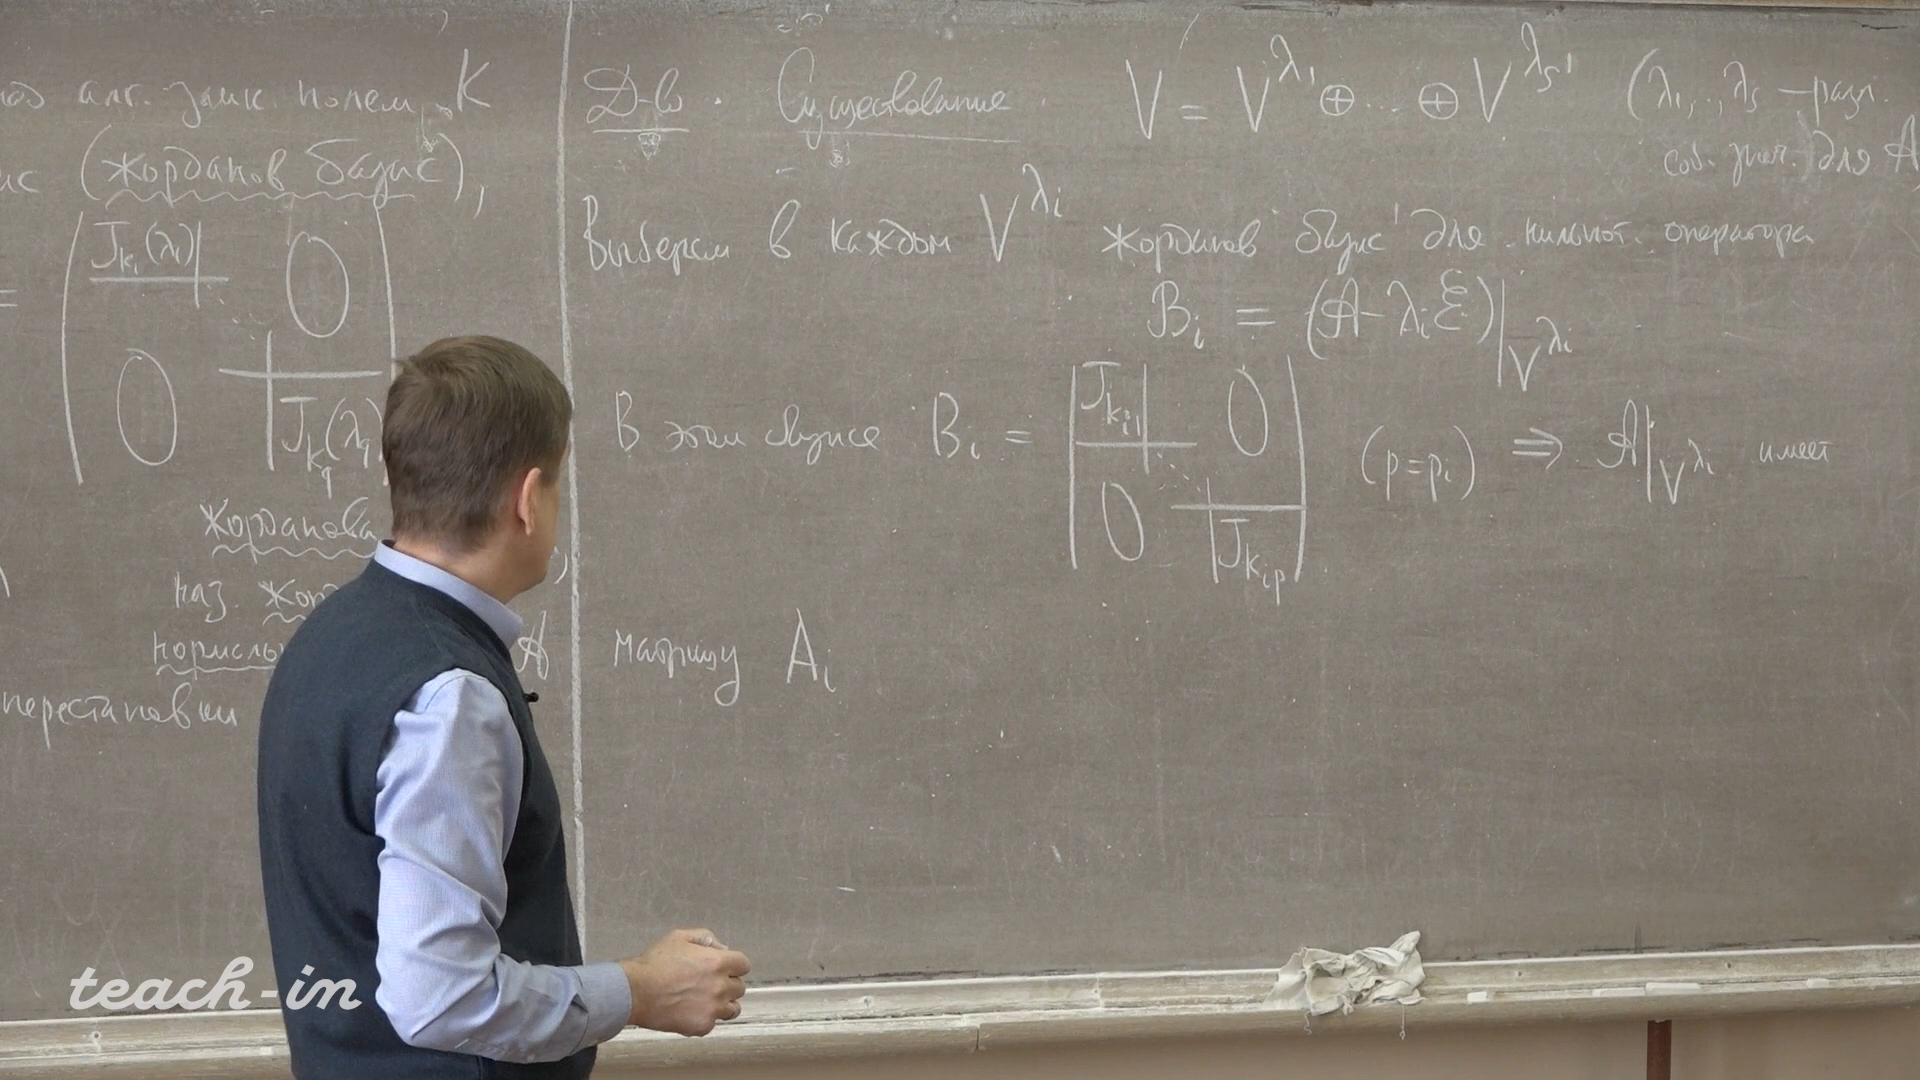 алг. замк. полем K
(жорданов базис),
= J_{k_1}(λ_1) 0
0 J_{k_q}(λ_q)
Жорданова
наз. Жор
нормаль A
перестановки
Д-во. Существование. V = V^{λ_1} ⊕ ... ⊕ V^{λ_s} (λ_1,..,λ_s – разл.
соб. знач. для A
Выберем в каждом V^{λ_i} жорданов базис для нильпот. оператора
B_i = (A - λ_i E)|_{V^{λ_i}}
В этом базисе B_i = J_{k_{i1}} 0 (p=p_i) ⇒ A|_{V^{λ_i}} имеет
0 J_{k_{ip}}
матрицу A_i
teach-in